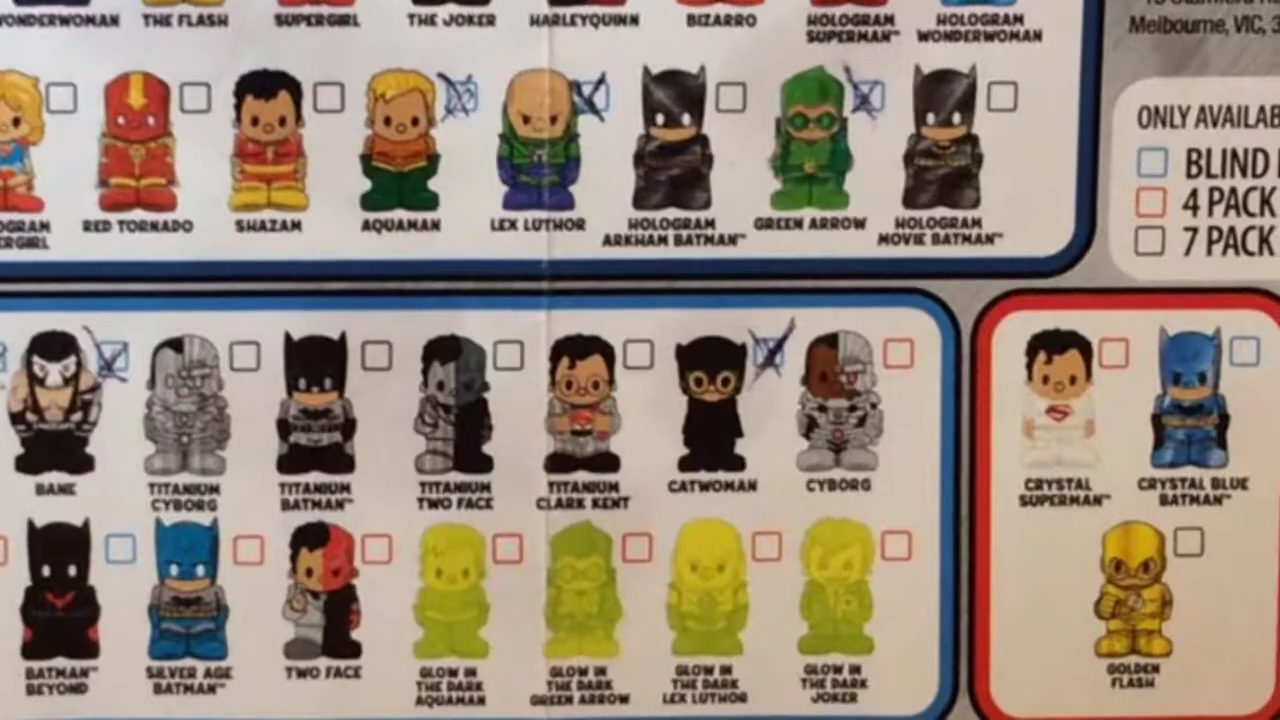 THE FLASH
SUPERGIRL
THE JOKER
HARLEYQUINN
BIZARRO
HOLOGRAM
SUPERMAN™
HOLOGRAM
WONDERWOMAN
Melbourne, VIC, 3
RED TORNADO
SHAZAM
AQUAMAN
LEX LUTHOR
HOLOGRAM
ARKHAM BATMAN™
GREEN ARROW
HOLOGRAM
MOVIE BATMAN™
ONLY AVAILAB
BLIND
4 PACK
7 PACK
BANE
TITANIUM
CYBORG
TITANIUM
BATMAN™
TITANIUM
TWO FACE
TITANIUM
CLARK KENT
CATWOMAN
CYBORG
CRYSTAL
SUPERMAN™
CRYSTAL BLUE
BATMAN™
BATMAN™
BEYOND
SILVER AGE
BATMAN™
TWO FACE
GLOW IN
THE DARK
AQUAMAN
GLOW IN
THE DARK
GREEN ARROW
GLOW IN
THE DARK
LEX LUTHOR
GLOW IN
THE DARK
JOKER
GOLDEN
FLASH